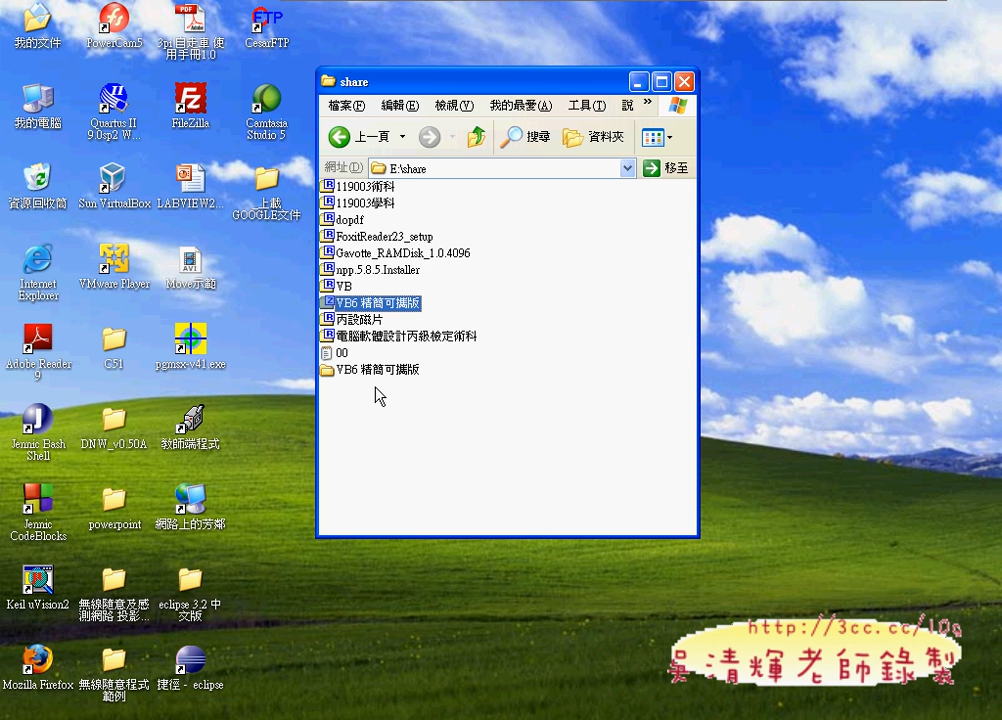 我的文件
PowerCam5
3pi 自走車 使
用手冊1.0
CesarFTP
我的電腦
Quartus II
9.0sp2 W...
FileZilla
Camtasia
Studio 5
資源回收筒
Sun VirtualBox
LABVIEW2...
_上載
GOOGLE文件
Internet
Explorer
VMware Player
Move示範
Adobe Reader
9
C51
pgmsx-v41.exe
Jennic Bash
Shell
DNW_v0.50A
教師端程式
Jennic
CodeBlocks
powerpoint
網路上的芳鄰
Keil uVision2
無線隨意及感
測網路 投影...
eclipse 3.2 中
文版
Mozilla Firefox
無線隨意程式
範例
捷徑 - eclipse
share
檔案(F) 編輯(E) 檢視(V) 我的最愛(A) 工具(T) 說 »
上一頁 搜尋 資料夾
網址(D) E:\share 移至
119003術科
119003學科
dopdf
FoxitReader23_setup
Gavotte_RAMDisk_1.0.4096
npp.5.8.5.Installer
VB
VB6 精簡可攜版
丙設磁片
電腦軟體設計丙級檢定術科
00
VB6 精簡可攜版
http://3cc.cc/10q
吳清輝老師錄製